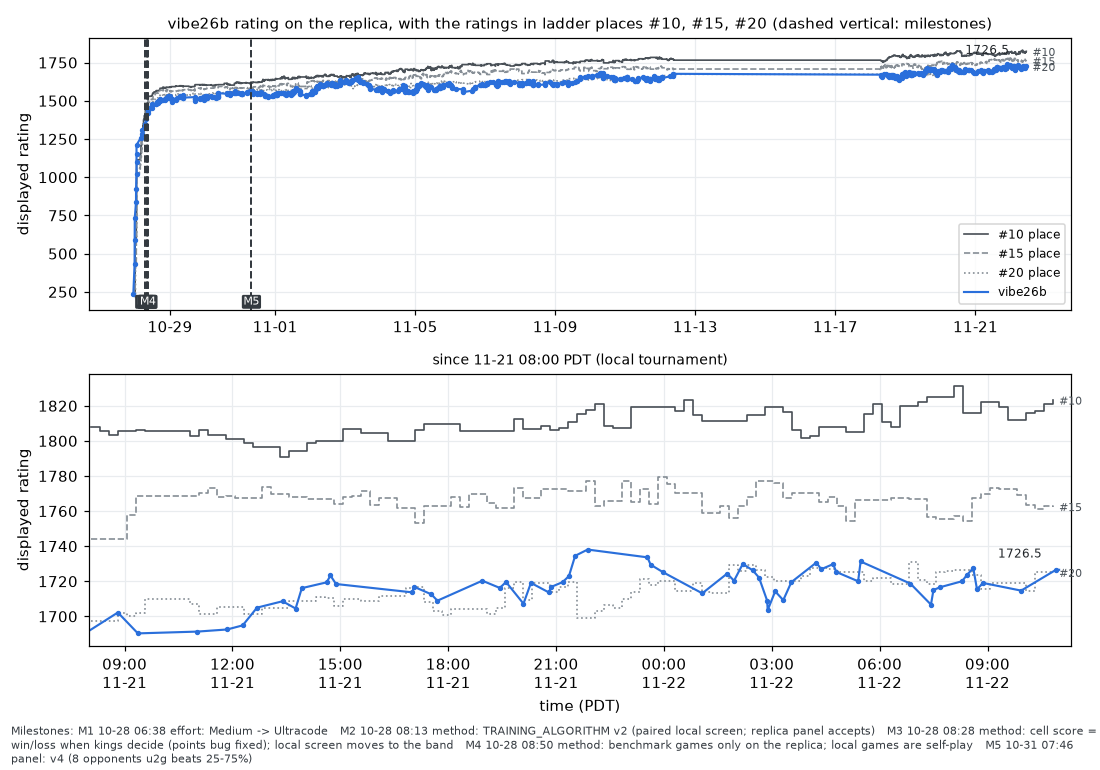 vibe26b rating on the replica, with the ratings in ladder places #10, #15, #20 (dashed vertical: milestones)
displayed rating
1750
1500
1250
1000
750
500
250
1726.5
#10
#15
#20
M4
M5
#10 place
#15 place
#20 place
vibe26b
10-29
11-01
11-05
11-09
11-13
11-17
11-21
since 11-21 08:00 PDT (local tournament)
displayed rating
1820
1800
1780
1760
1740
1720
1700
#10
#15
1726.5
#20
09:00 12:00 15:00 18:00 21:00 00:00 03:00 06:00 09:00
11-21 11-21 11-21 11-21 11-21 11-22 11-22 11-22 11-22
time (PDT)
Milestones: M1 10-28 06:38 effort: Medium -> Ultracode M2 10-28 08:13 method: TRAINING_ALGORITHM v2 (paired local screen; replica panel accepts) M3 10-28 08:28 method: cell score =
win/loss when kings decide (points bug fixed); local screen moves to the band M4 10-28 08:50 method: benchmark games only on the replica; local games are self-play M5 10-31 07:46
panel: v4 (8 opponents u2g beats 25-75%)